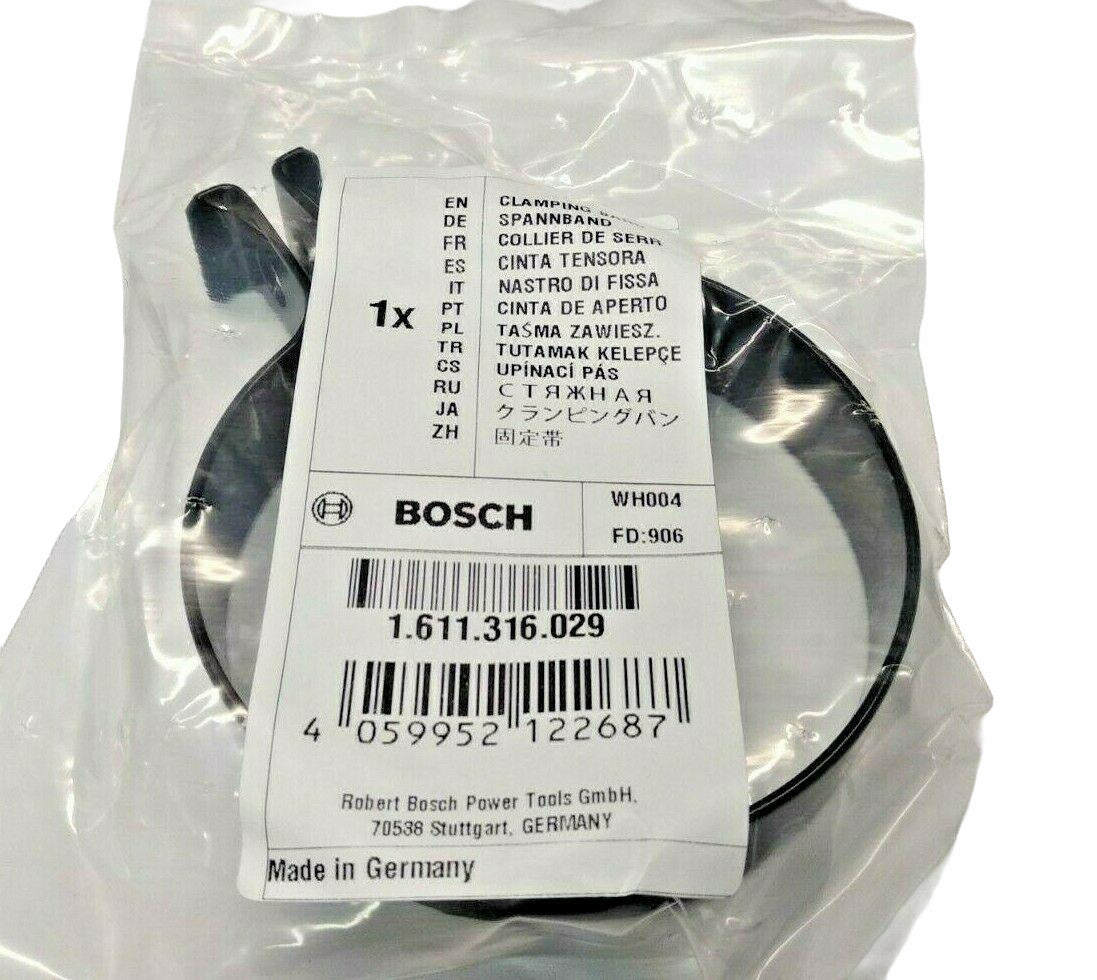 1x
EN CLAMPING
DE SPANNBAND
FR COLLIER DE SERR
ES CINTA TENSORA
IT NASTRO DI FISSA
PT CINTA DE APERTO
PL TAŚMA ZAWIESZ.
TR TUTAMAK KELEPÇE
CS UPÍNACÍ PÁS
RU СТЯЖНАЯ
JA クランピングバン
ZH 固定带
BOSCH
WH004
FD:906
1.611.316.029
4 059952 122687
Robert Bosch Power Tools GmbH,
70538 Stuttgart, GERMANY
Made in Germany